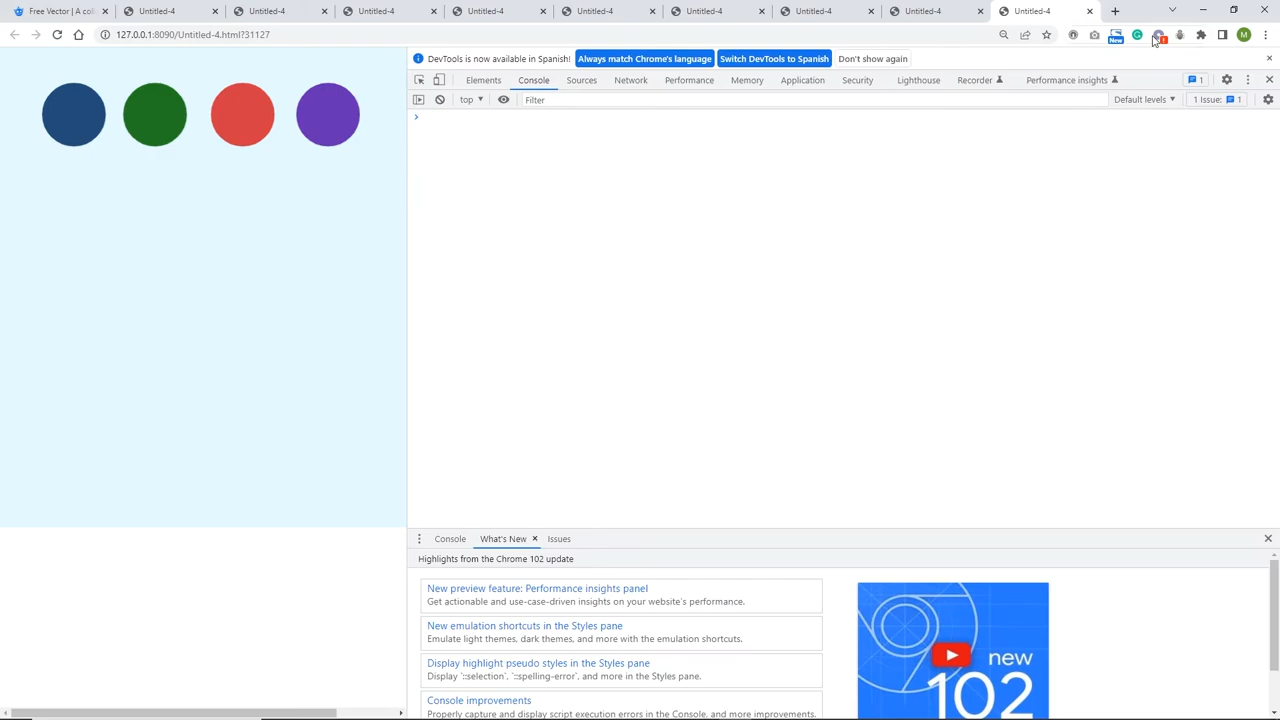 Free Vector | A col Untitled-4 Untitled-4 Untitled-4 Untitled-4 Untitled-4 Untitled-4 Untitled-4 Untitled-4 Untitled-4
127.0.0.1:8090/Untitled-4.html?31127 New M
DevTools is now available in Spanish! Always match Chrome's language Switch DevTools to Spanish Don't show again
Elements Console Sources Network Performance Memory Application Security Lighthouse Recorder Performance insights 1
top Filter Default levels 1 Issue: 1
Console What's New Issues
Highlights from the Chrome 102 update
New preview feature: Performance insights panel
Get actionable and use-case-driven insights on your website's performance.
New emulation shortcuts in the Styles pane
Emulate light themes, dark themes, and more with the emulation shortcuts.
Display highlight pseudo styles in the Styles pane
Display `::selection`, `::spelling-error`, and more in the Styles pane.
Console improvements
Properly capture and display script execution errors in the Console, and more improvements.
new
102